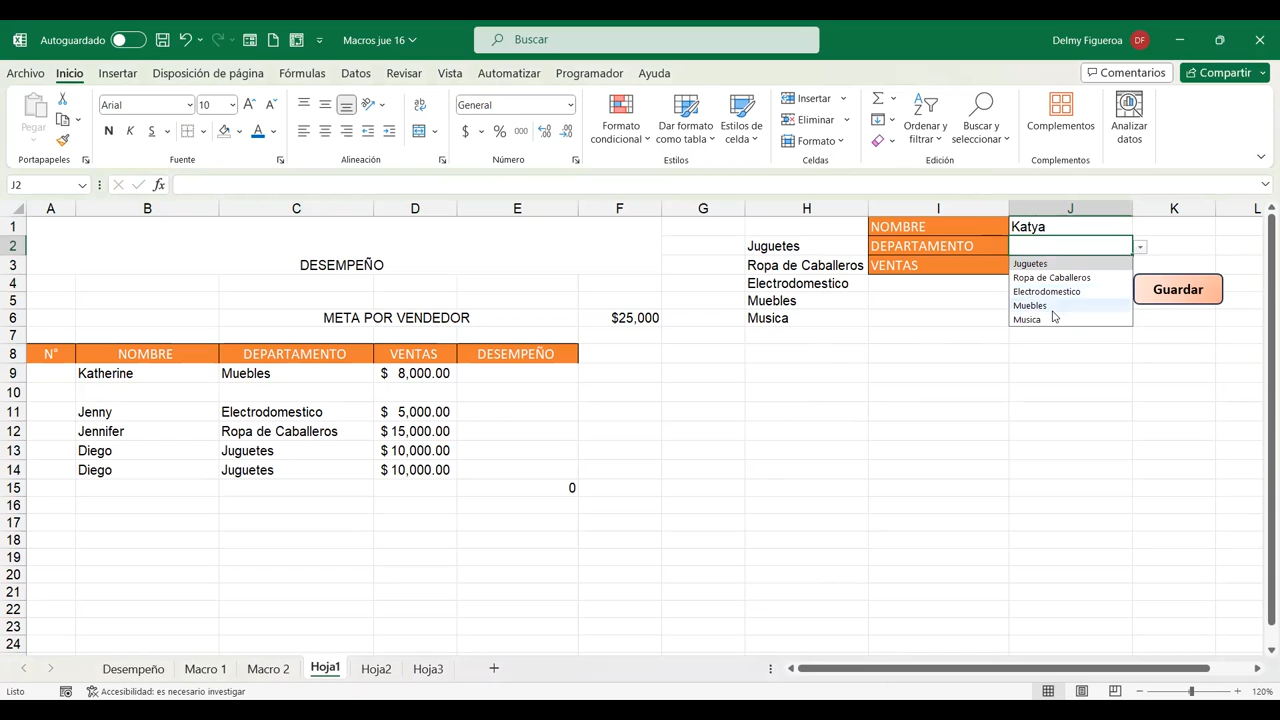 Autoguardado
Macros jue 16
Buscar
Delmy Figueroa
DF
Archivo Inicio Insertar Disposición de página Fórmulas Datos Revisar Vista Automatizar Programador Ayuda
Comentarios
Compartir
Pegar
Portapapeles
Arial
10
N K S
Fuente
Alineación
General
$ % 000
Número
Formato condicional
Dar formato como tabla
Estilos de celda
Estilos
Insertar
Eliminar
Formato
Celdas
Ordenar y filtrar
Buscar y seleccionar
Edición
Complementos
Complementos
Analizar datos
J2
fx
A B C D E F G H I J K L
1 NOMBRE Katya
2 Juguetes DEPARTAMENTO
3 DESEMPEÑO Ropa de Caballeros VENTAS
4 Electrodomestico
5 Muebles
6 META POR VENDEDOR $25,000 Musica
Juguetes
Ropa de Caballeros
Electrodomestico
Muebles
Musica
Guardar
7
8 N° NOMBRE DEPARTAMENTO VENTAS DESEMPEÑO
9 Katherine Muebles $ 8,000.00
10
11 Jenny Electrodomestico $ 5,000.00
12 Jennifer Ropa de Caballeros $ 15,000.00
13 Diego Juguetes $ 10,000.00
14 Diego Juguetes $ 10,000.00
15 0
16
17
18
19
20
21
22
23
24
Desempeño Macro 1 Macro 2 Hoja1 Hoja2 Hoja3
Listo
Accesibilidad: es necesario investigar
120%